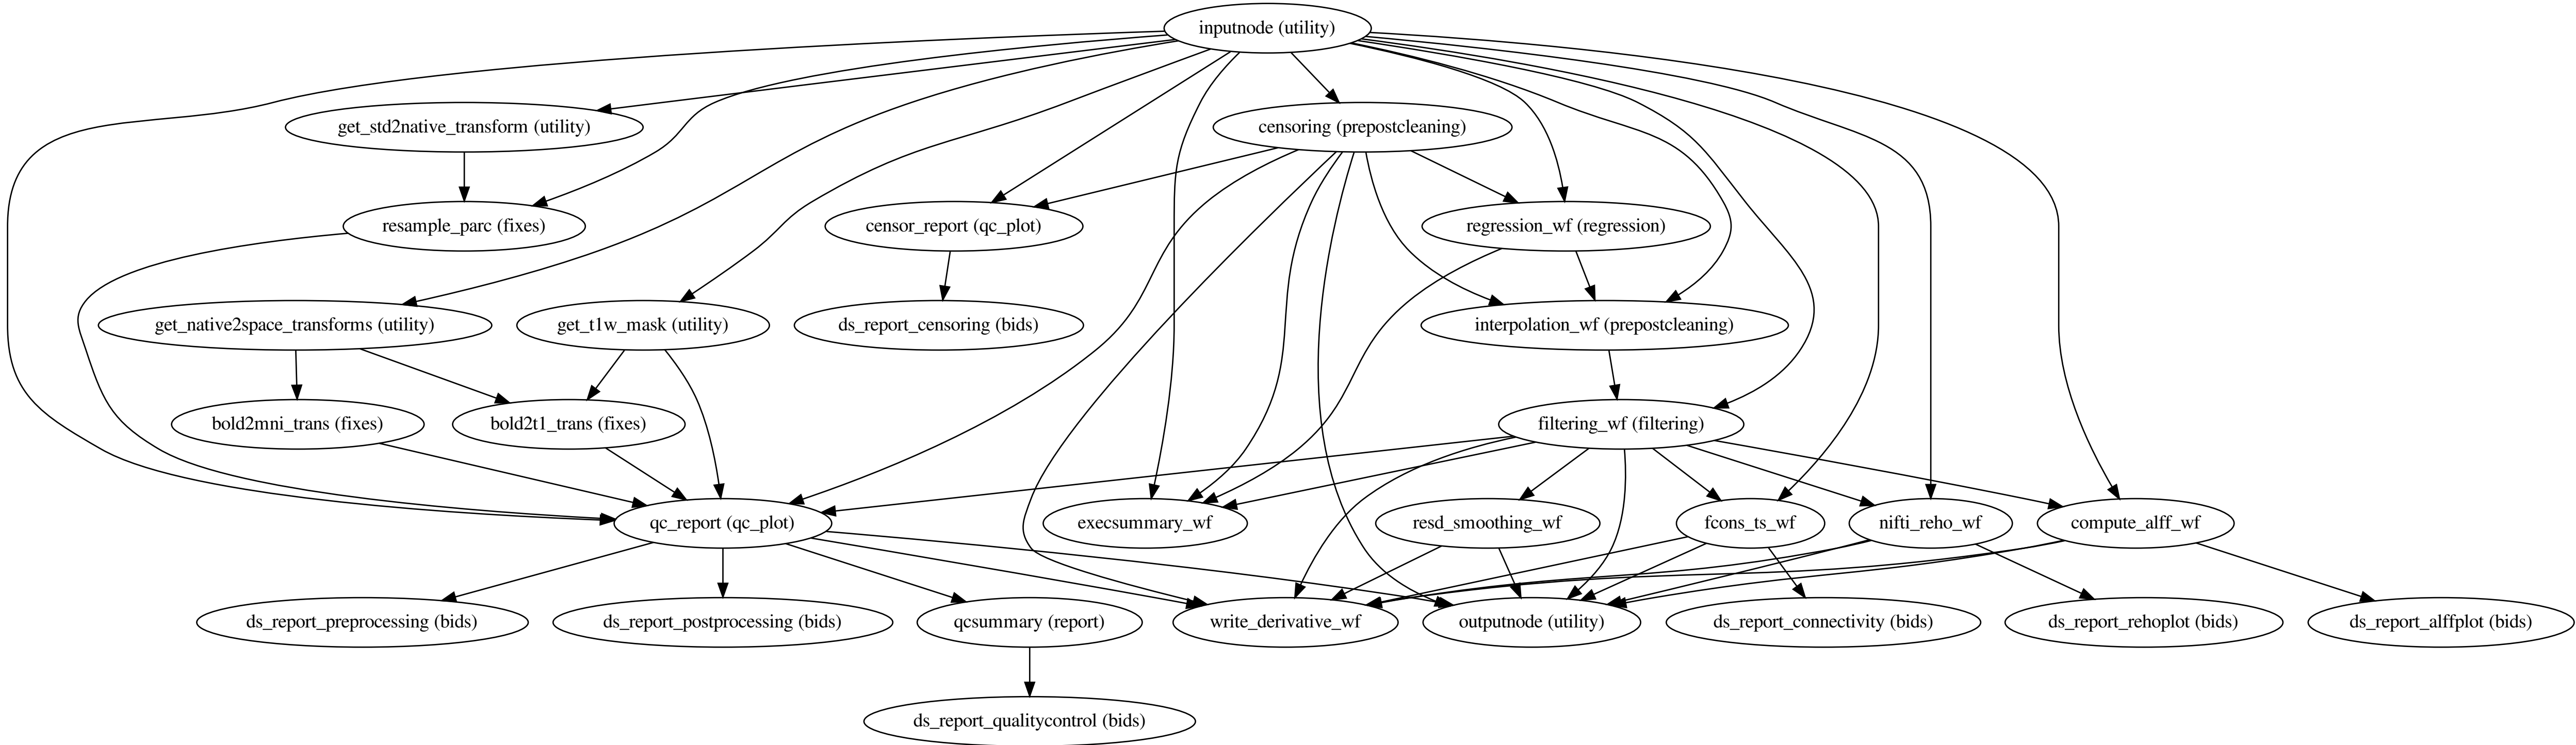 inputnode (utility)
get_std2native_transform (utility)
censoring (prepostcleaning)
resample_parc (fixes)
censor_report (qc_plot)
regression_wf (regression)
get_native2space_transforms (utility)
get_t1w_mask (utility)
ds_report_censoring (bids)
interpolation_wf (prepostcleaning)
bold2mni_trans (fixes)
bold2t1_trans (fixes)
filtering_wf (filtering)
qc_report (qc_plot)
execsummary_wf
resd_smoothing_wf
fcons_ts_wf
nifti_reho_wf
compute_alff_wf
ds_report_preprocessing (bids)
ds_report_postprocessing (bids)
qcsummary (report)
write_derivative_wf
outputnode (utility)
ds_report_connectivity (bids)
ds_report_rehoplot (bids)
ds_report_alffplot (bids)
ds_report_qualitycontrol (bids)